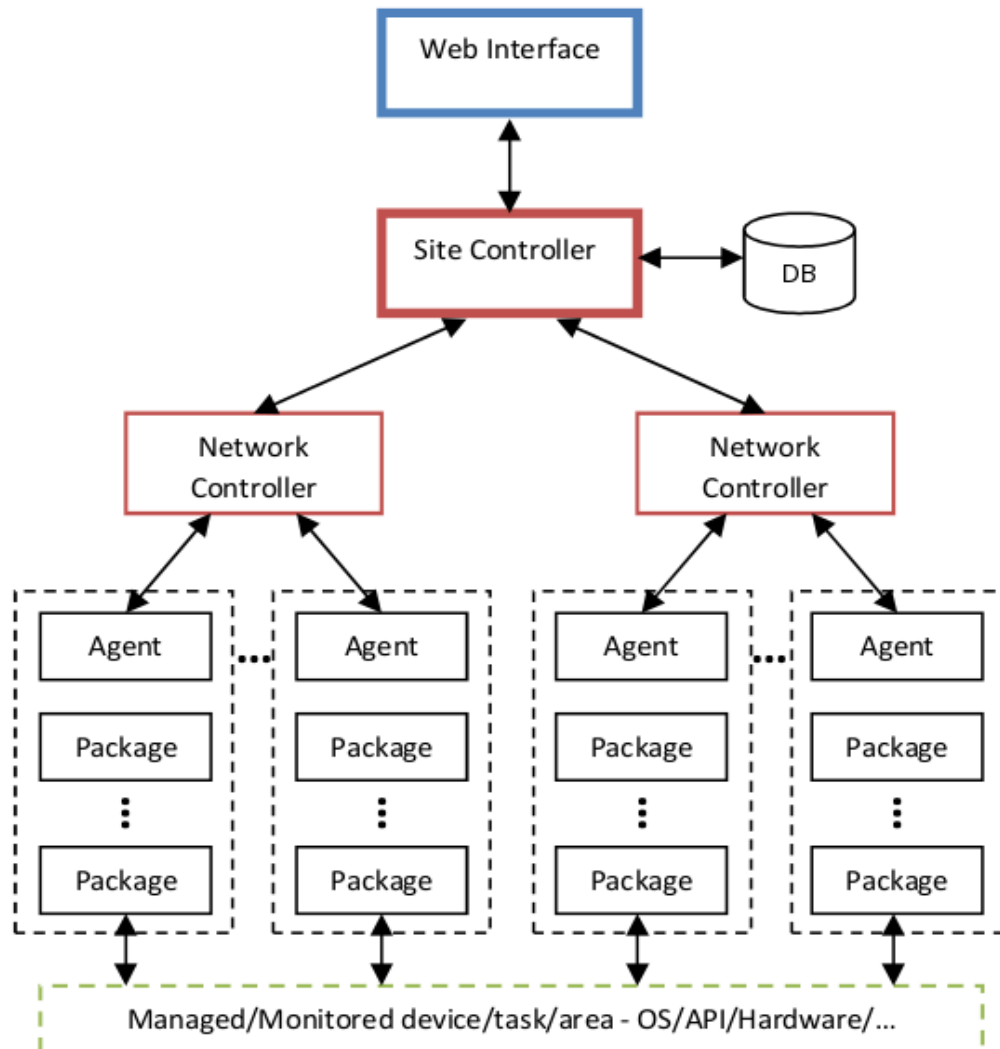 Web Interface
Site Controller
DB
Network
Controller
Network
Controller
Agent
Agent
Agent
Agent
Package
Package
Package
Package
Package
Package
Package
Package
Managed/Monitored device/task/area - OS/API/Hardware/...